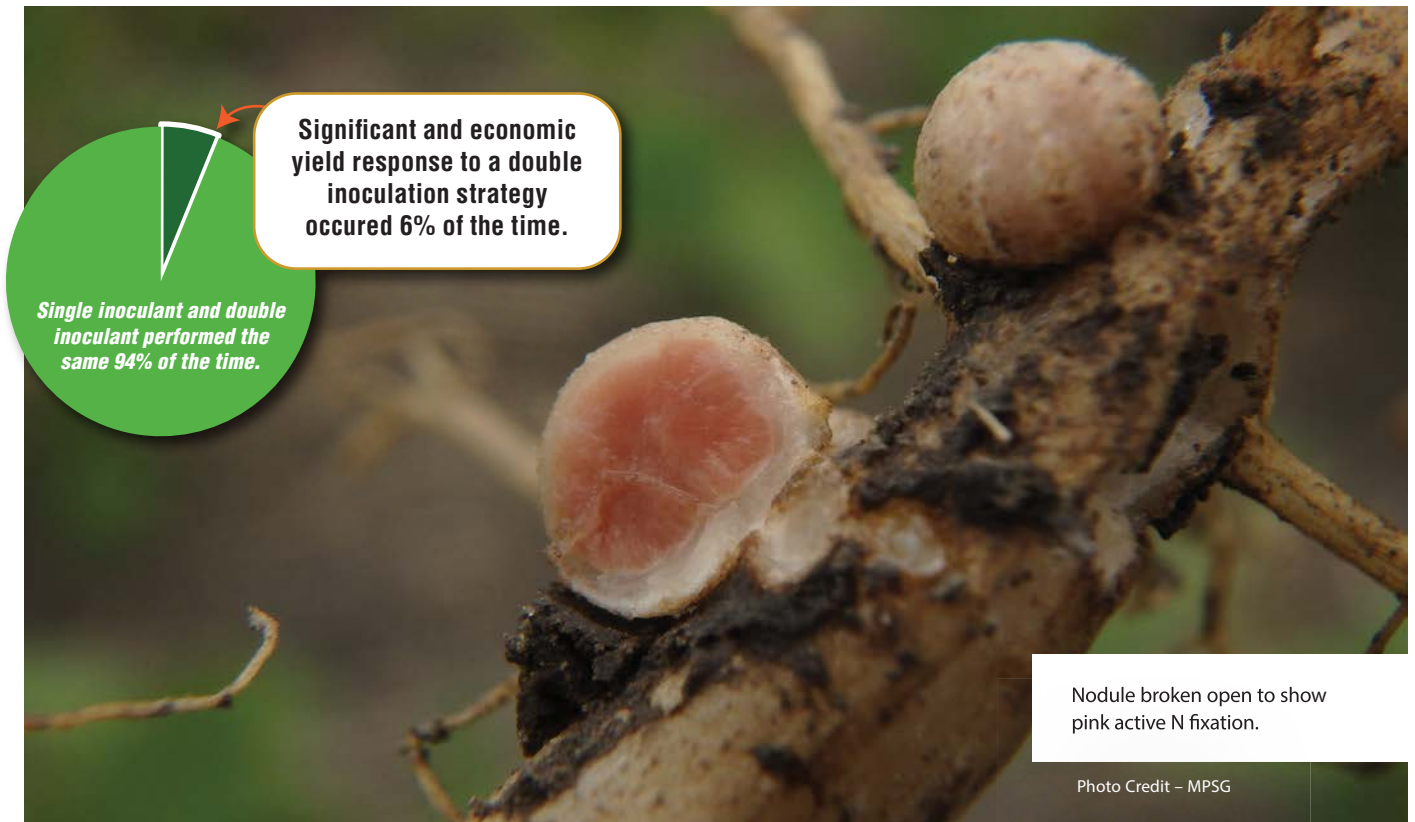 Significant and economic
yield response to a double
inoculation strategy
occured 6% of the time.
Single inoculant and double
inoculant performed the
same 94% of the time.
Nodule broken open to show
pink active N fixation.
Photo Credit – MPSG